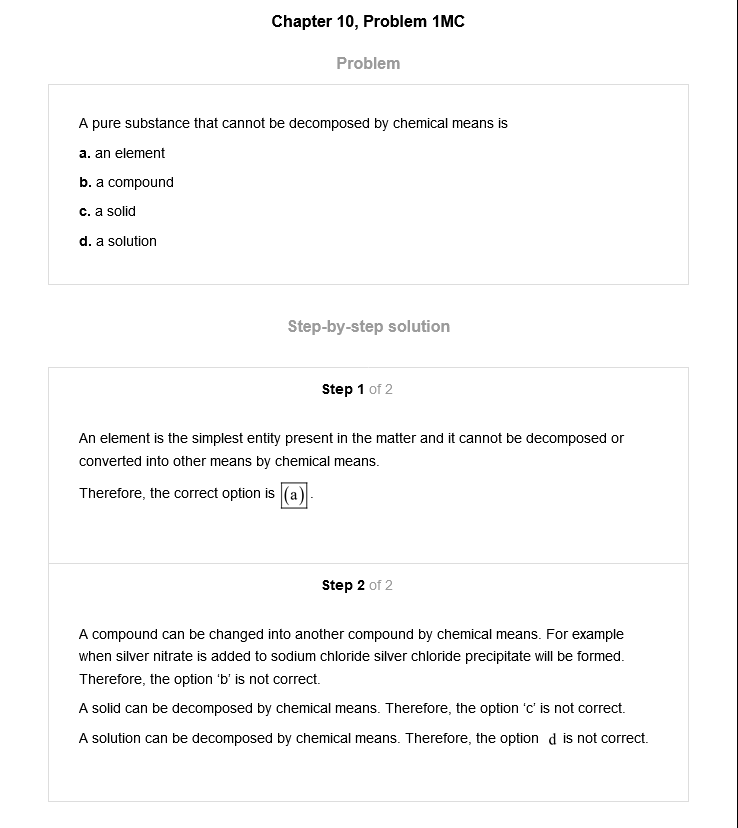 Chapter 10, Problem 1MC
Problem
A pure substance that cannot be decomposed by chemical means is
a. an element
b. a compound
c. a solid
d. a solution
Step-by-step solution
Step 1 of 2
An element is the simplest entity present in the matter and it cannot be decomposed or
converted into other means by chemical means.
Therefore, the correct option is (a).
Step 2 of 2
A compound can be changed into another compound by chemical means. For example
when silver nitrate is added to sodium chloride silver chloride precipitate will be formed.
Therefore, the option ‘b’ is not correct.
A solid can be decomposed by chemical means. Therefore, the option ‘c’ is not correct.
A solution can be decomposed by chemical means. Therefore, the option d is not correct.